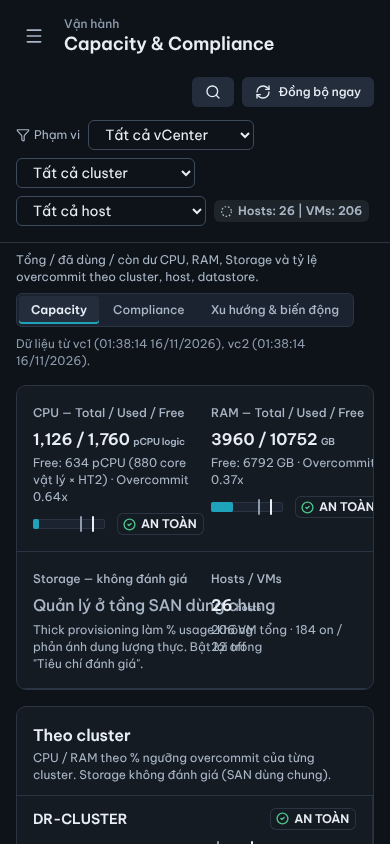 Vận hành
Capacity & Compliance
Đồng bộ ngay
Phạm vi
Tất cả vCenter
Tất cả cluster
Tất cả host
Hosts: 26 | VMs: 206
Tổng / đã dùng / còn dư CPU, RAM, Storage và tỷ lệ
overcommit theo cluster, host, datastore.
Capacity
Compliance
Xu hướng & biến động
Dữ liệu từ vc1 (01:38:14 16/11/2026), vc2 (01:38:14
16/11/2026).
CPU — Total / Used / Free
1,126 / 1,760 pCPU logic
Free: 634 pCPU (880 core
vật lý × HT2) · Overcommit
0.64x
AN TOÀN
RAM — Total / Used / Free
3960 / 10752 GB
Free: 6792 GB · Overcommit
0.37x
AN TOÀN
Storage — không đánh giá
Quản lý ở tầng SAN dùng chung
Thick provisioning làm % usage không
phản ánh dung lượng thực. Bật lại trong
"Tiêu chí đánh giá".
Hosts / VMs
26 hosts
206 VM tổng · 184 on /
22 off
Theo cluster
CPU / RAM theo % ngưỡng overcommit của từng
cluster. Storage không đánh giá (SAN dùng chung).
DR-CLUSTER
AN TOÀN